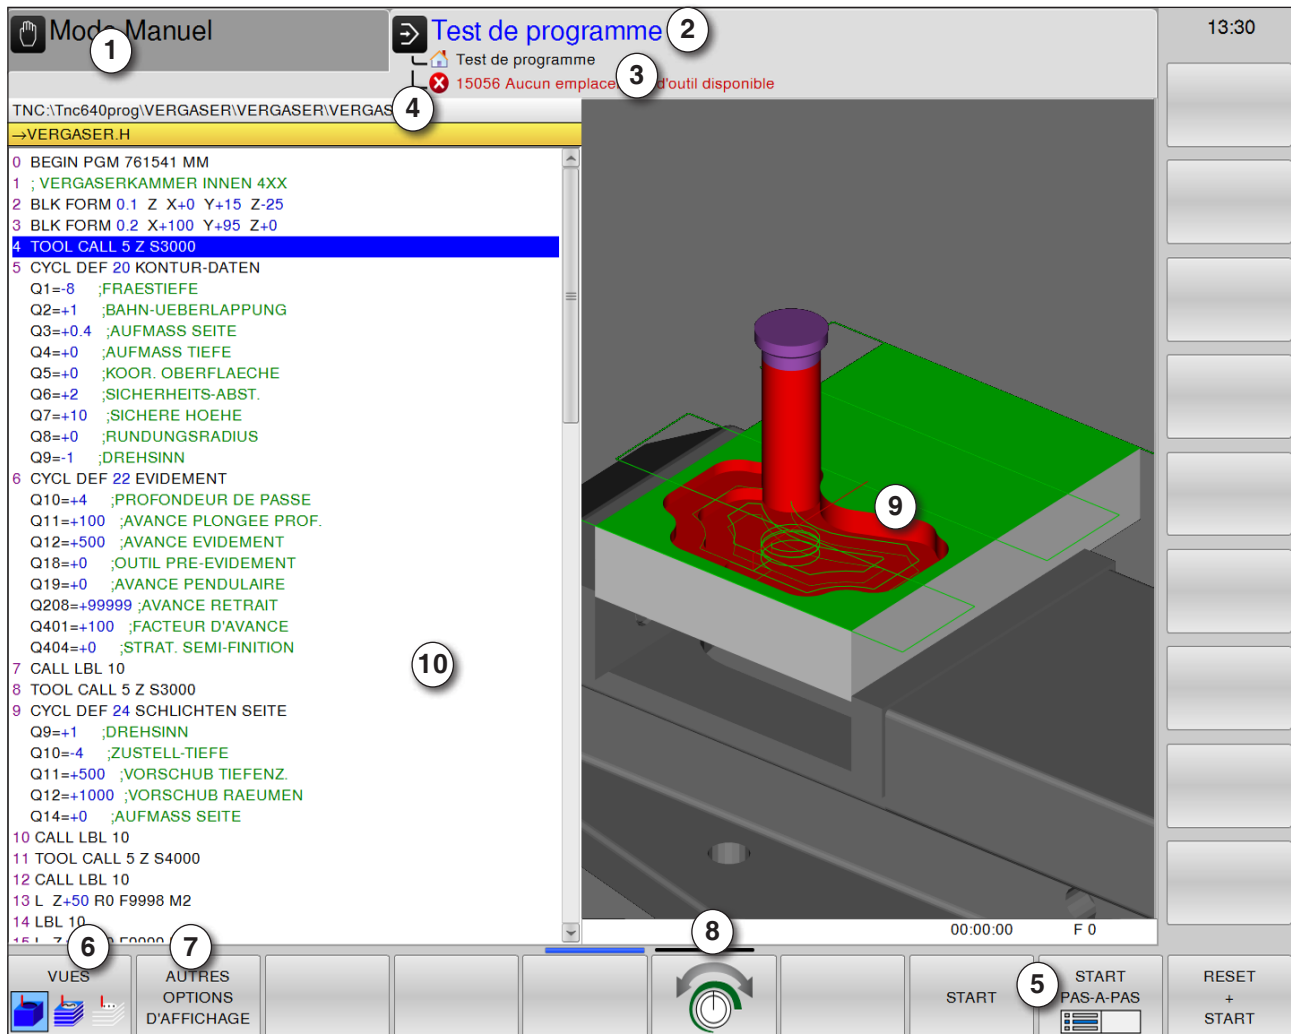 Mode Manuel
1
Test de programme
2
13:30
Test de programme
3
15056 Aucun emplace d'outil disponible
4
TNC:\Tnc640prog\VERGASER\VERGASER\VERGAS
→VERGASER.H
0 BEGIN PGM 761541 MM
1 ; VERGASERKAMMER INNEN 4XX
2 BLK FORM 0.1 Z X+0 Y+15 Z-25
3 BLK FORM 0.2 X+100 Y+95 Z+0
4 TOOL CALL 5 Z S3000
5 CYCL DEF 20 KONTUR-DATEN
Q1=-8 ;FRAESTIEFE
Q2=+1 ;BAHN-UEBERLAPPUNG
Q3=+0.4 ;AUFMASS SEITE
Q4=+0 ;AUFMASS TIEFE
Q5=+0 ;KOOR. OBERFLAECHE
Q6=+2 ;SICHERHEITS-ABST.
Q7=+10 ;SICHERE HOEHE
Q8=+0 ;RUNDUNGSRADIUS
Q9=-1 ;DREHSINN
6 CYCL DEF 22 EVIDEMENT
Q10=+4 ;PROFONDEUR DE PASSE
Q11=+100 ;AVANCE PLONGEE PROF.
Q12=+500 ;AVANCE EVIDEMENT
Q18=+0 ;OUTIL PRE-EVIDEMENT
Q19=+0 ;AVANCE PENDULAIRE
Q208=+99999 ;AVANCE RETRAIT
Q401=+100 ;FACTEUR D'AVANCE
Q404=+0 ;STRAT. SEMI-FINITION
7 CALL LBL 10
8 TOOL CALL 5 Z S3000
9 CYCL DEF 24 SCHLICHTEN SEITE
Q9=+1 ;DREHSINN
Q10=-4 ;ZUSTELL-TIEFE
Q11=+500 ;VORSCHUB TIEFENZ.
Q12=+1000 ;VORSCHUB RAEUMEN
Q14=+0 ;AUFMASS SEITE
10 CALL LBL 10
11 TOOL CALL 5 Z S4000
12 CALL LBL 10
13 L Z+50 R0 F9998 M2
14 LBL 10
10
9
00:00:00 F 0
6
VUES
7
AUTRES
OPTIONS
D'AFFICHAGE
8
START
5
START
PAS-A-PAS
RESET
+
START